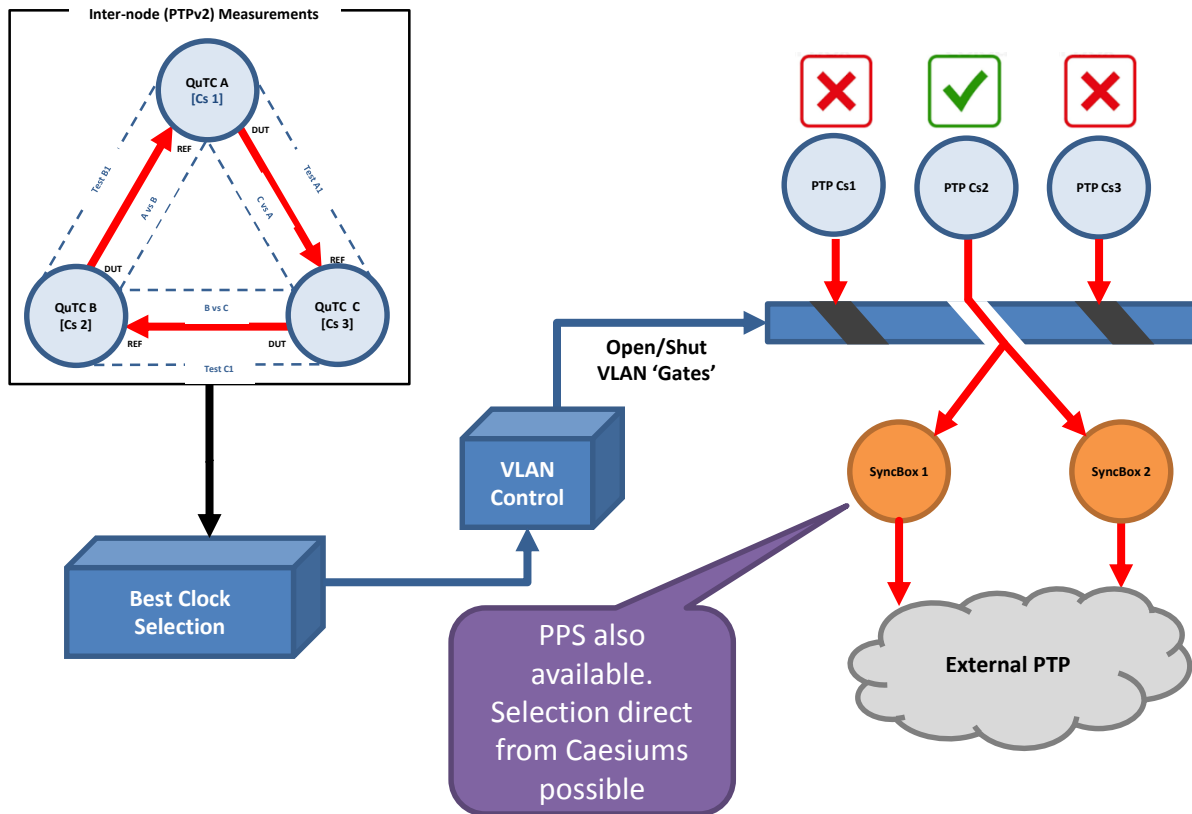 Inter-node (PTPv2) Measurements
QuTC A
[Cs 1]
DUT
REF
Test B1
A vs B
C vs A
Test A1
DUT
REF
QuTC B
[Cs 2]
B vs C
QuTC C
[Cs 3]
REF
DUT
Test C1
PTP Cs1
PTP Cs2
PTP Cs3
Open/Shut
VLAN ‘Gates’
VLAN
Control
Best Clock
Selection
SyncBox 1
SyncBox 2
PPS also
available.
Selection direct
from Caesiums
possible
External PTP